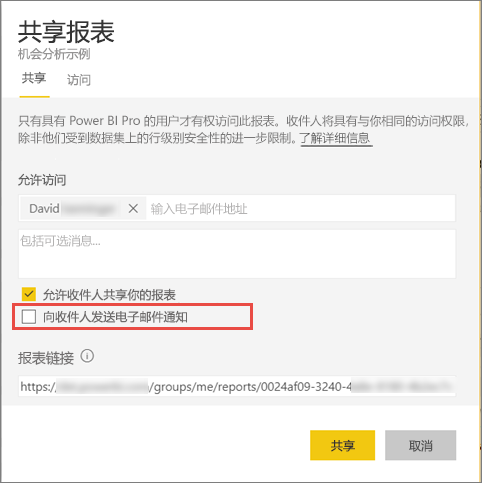 共享报表
机会分析示例
共享 访问
只有具有 Power BI Pro 的用户才有权访问此报表。收件人将具有与你相同的访问权限，
除非他们受到数据集上的行级别安全性的进一步限制。了解详细信息
允许访问
David 输入电子邮件地址
包括可选消息...
允许收件人共享你的报表
向收件人发送电子邮件通知
报表链接
https:/ /groups/me/reports/0024af09-3240-4
共享 取消